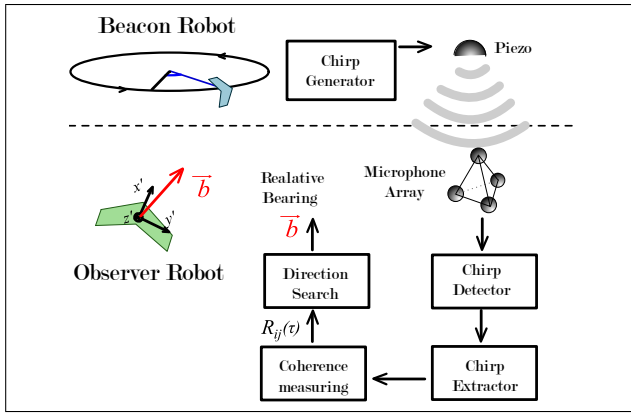 Beacon Robot
Chirp
Generator
Piezo
Microphone
Array
Realative
Bearing
b
x'
z'
y'
b
Observer Robot
Direction
Search
Chirp
Detector
Rij(τ)
Coherence
measuring
Chirp
Extractor